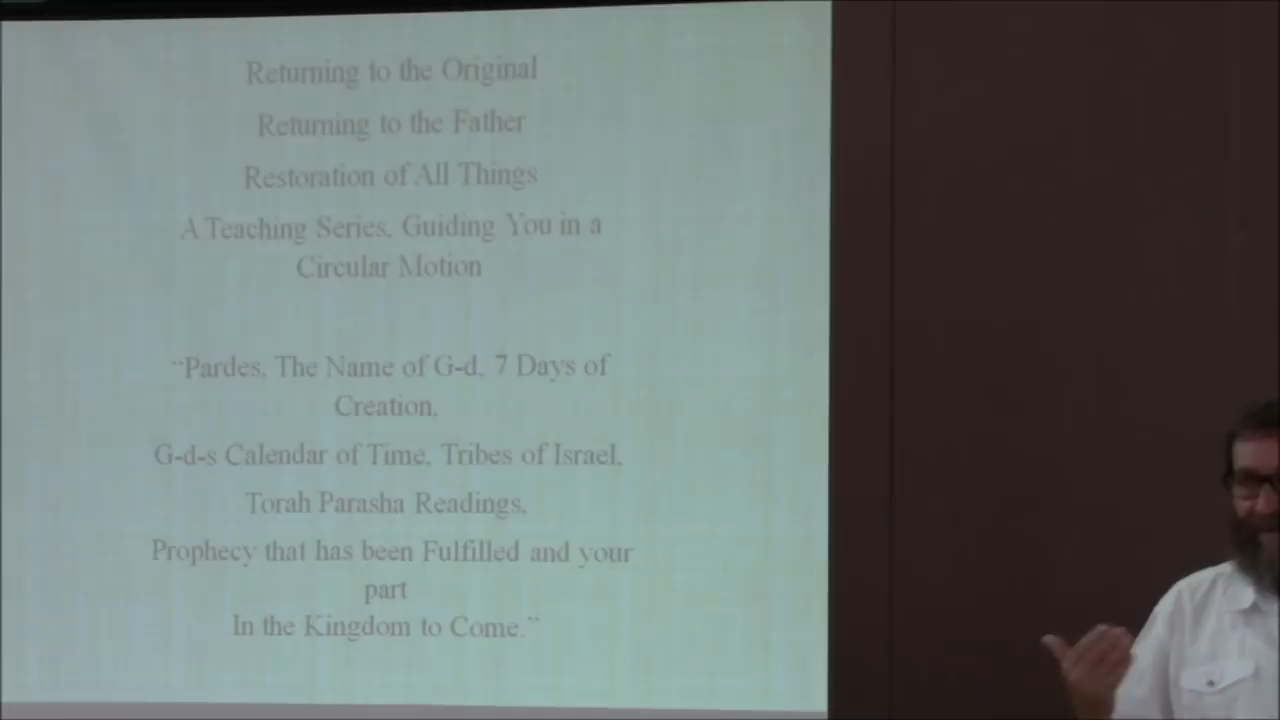 Returning to the Original
Returning to the Father
Restoration of All Things
A Teaching Series, Guiding You in a
Circular Motion
"Pardes, The Name of G-d, 7 Days of
Creation,
G-d-s Calendar of Time, Tribes of Israel,
Torah Parasha Readings,
Prophecy that has been Fulfilled and your
part
In the Kingdom to Come."